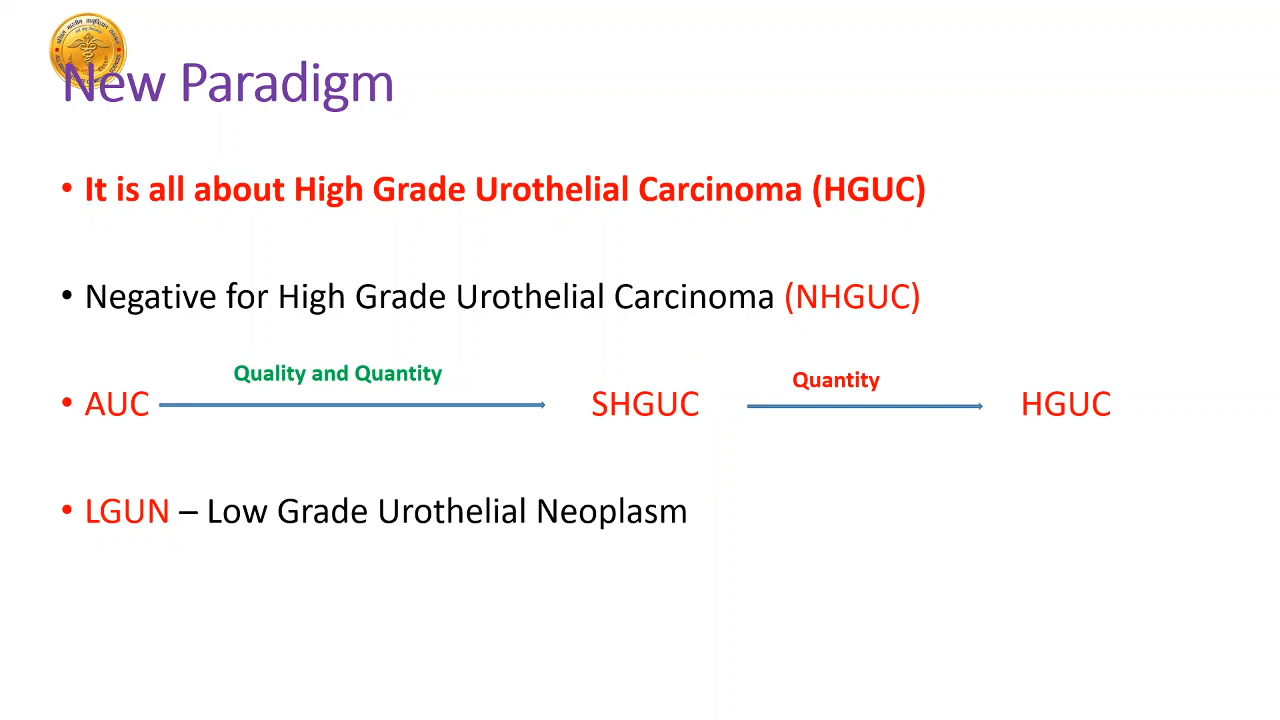 New Paradigm
• It is all about High Grade Urothelial Carcinoma (HGUC)
• Negative for High Grade Urothelial Carcinoma (NHGUC)
Quality and Quantity
Quantity
• AUC SHGUC HGUC
• LGUN – Low Grade Urothelial Neoplasm